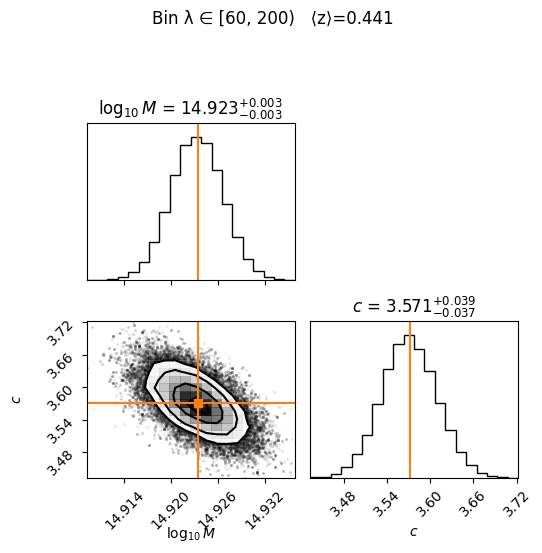 Bin λ ∈ [60, 200)   ⟨z⟩=0.441
log₁₀ M = 14.923 +0.003 −0.003
c = 3.571 +0.039 −0.037
3.72
3.66
3.60
3.54
3.48
c
14.914 14.920 14.926 14.932
log₁₀ M
3.48 3.54 3.60 3.66 3.72
c